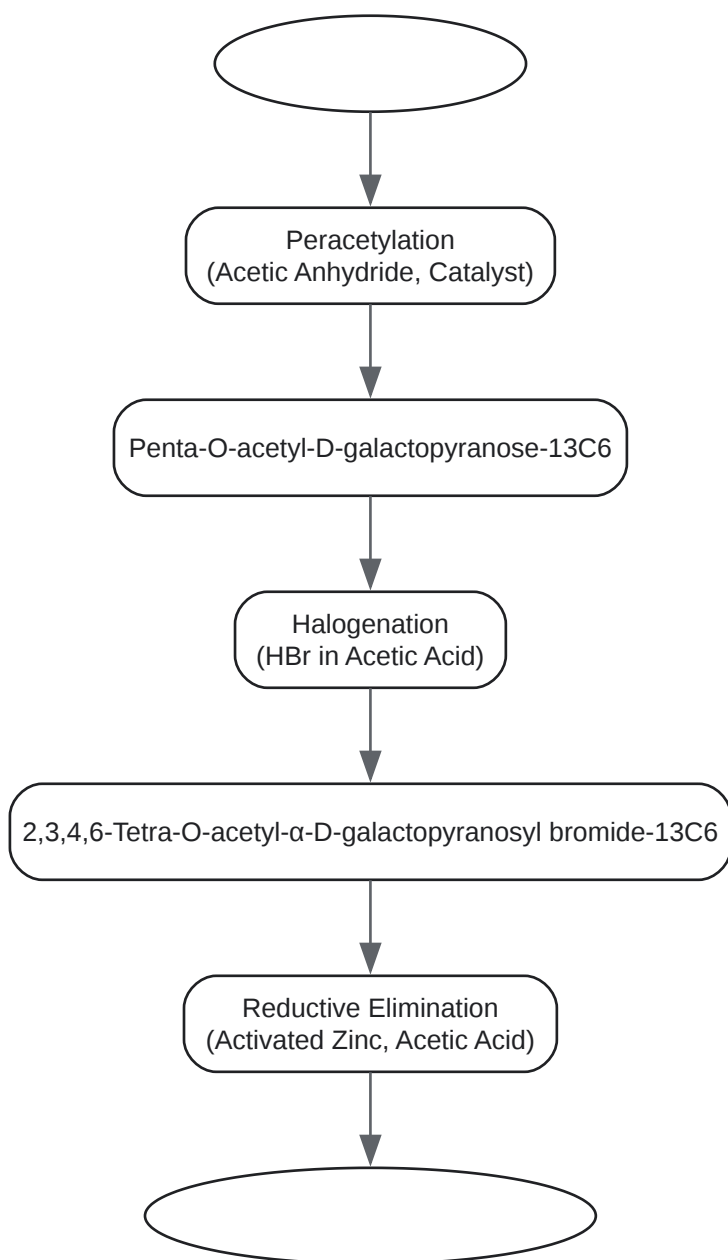 Peracetylation
(Acetic Anhydride, Catalyst)
Penta-O-acetyl-D-galactopyranose-13C6
Halogenation
(HBr in Acetic Acid)
2,3,4,6-Tetra-O-acetyl-α-D-galactopyranosyl bromide-13C6
Reductive Elimination
(Activated Zinc, Acetic Acid)